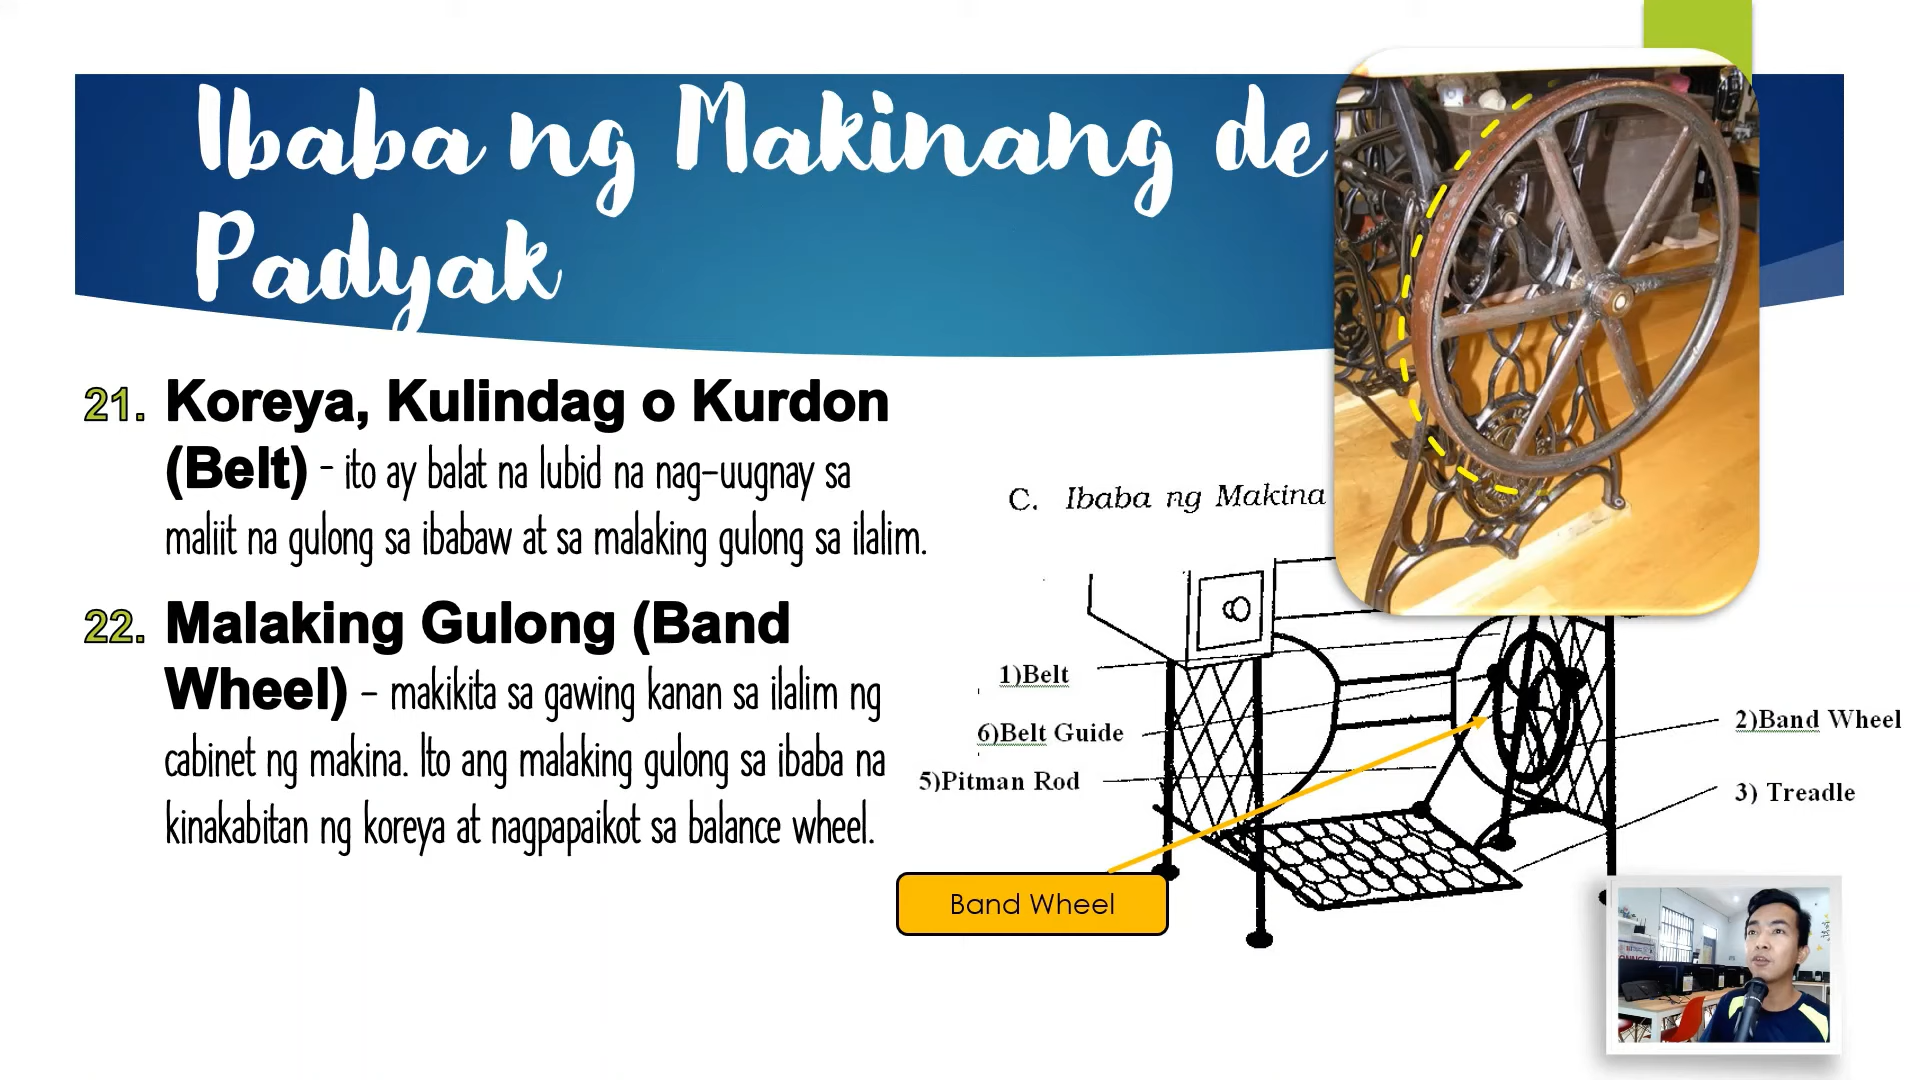 Ibaba ng Makinang de
Padyak
21. Koreya, Kulindag o Kurdon
(Belt) - ito ay balat na lubid na nag-uugnay sa
maliit na gulong sa ibabaw at sa malaking gulong sa ilalim.
22. Malaking Gulong (Band
Wheel) – makikita sa gawing kanan sa ilalim ng
cabinet ng makina. Ito ang malaking gulong sa ibaba na
kinakabitan ng koreya at nagpapaikot sa balance wheel.
C. Ibaba ng Makina
1)Belt
6)Belt Guide
5)Pitman Rod
2)Band Wheel
3) Treadle
Band Wheel